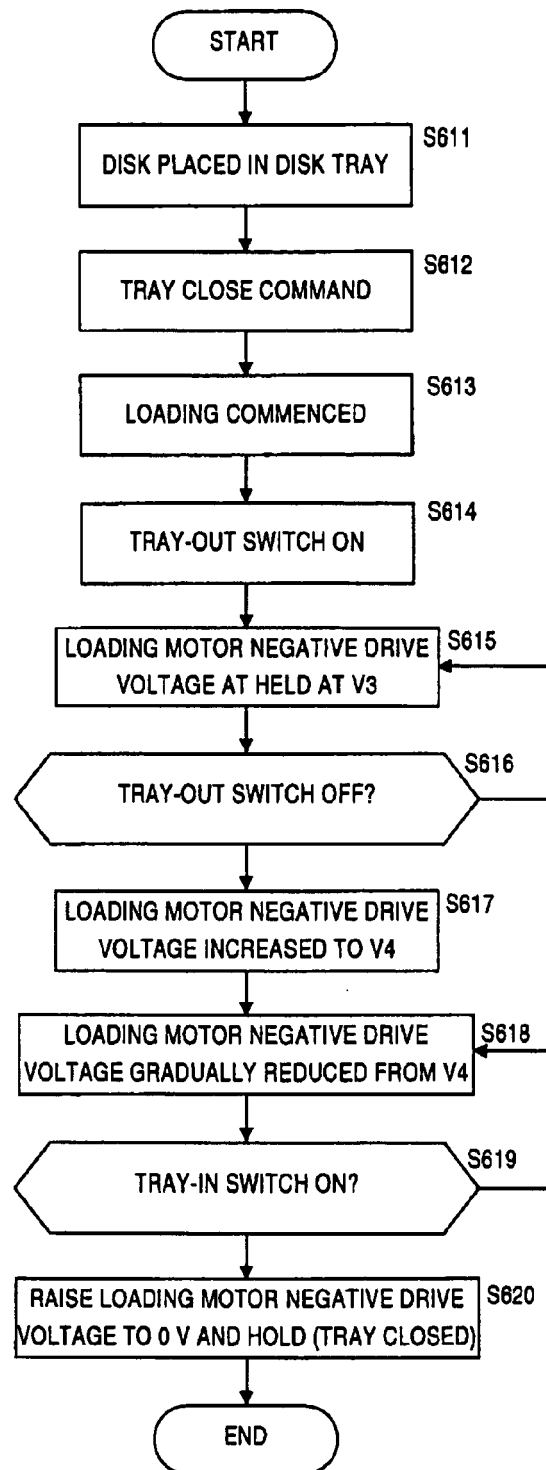 START
S611
DISK PLACED IN DISK TRAY
S612
TRAY CLOSE COMMAND
S613
LOADING COMMENCED
S614
TRAY-OUT SWITCH ON
S615
LOADING MOTOR NEGATIVE DRIVE
VOLTAGE AT HELD AT V3
S616
TRAY-OUT SWITCH OFF?
S617
LOADING MOTOR NEGATIVE DRIVE
VOLTAGE INCREASED TO V4
S618
LOADING MOTOR NEGATIVE DRIVE
VOLTAGE GRADUALLY REDUCED FROM V4
S619
TRAY-IN SWITCH ON?
S620
RAISE LOADING MOTOR NEGATIVE DRIVE
VOLTAGE TO 0 V AND HOLD (TRAY CLOSED)
END